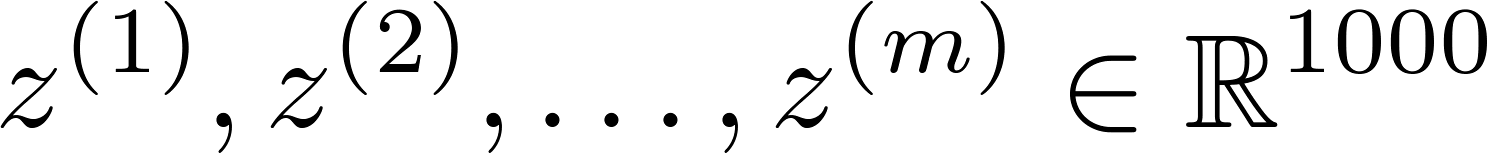 z^{(1)}, z^{(2)}, \ldots, z^{(m)} \in \mathbb{R}^{1000}